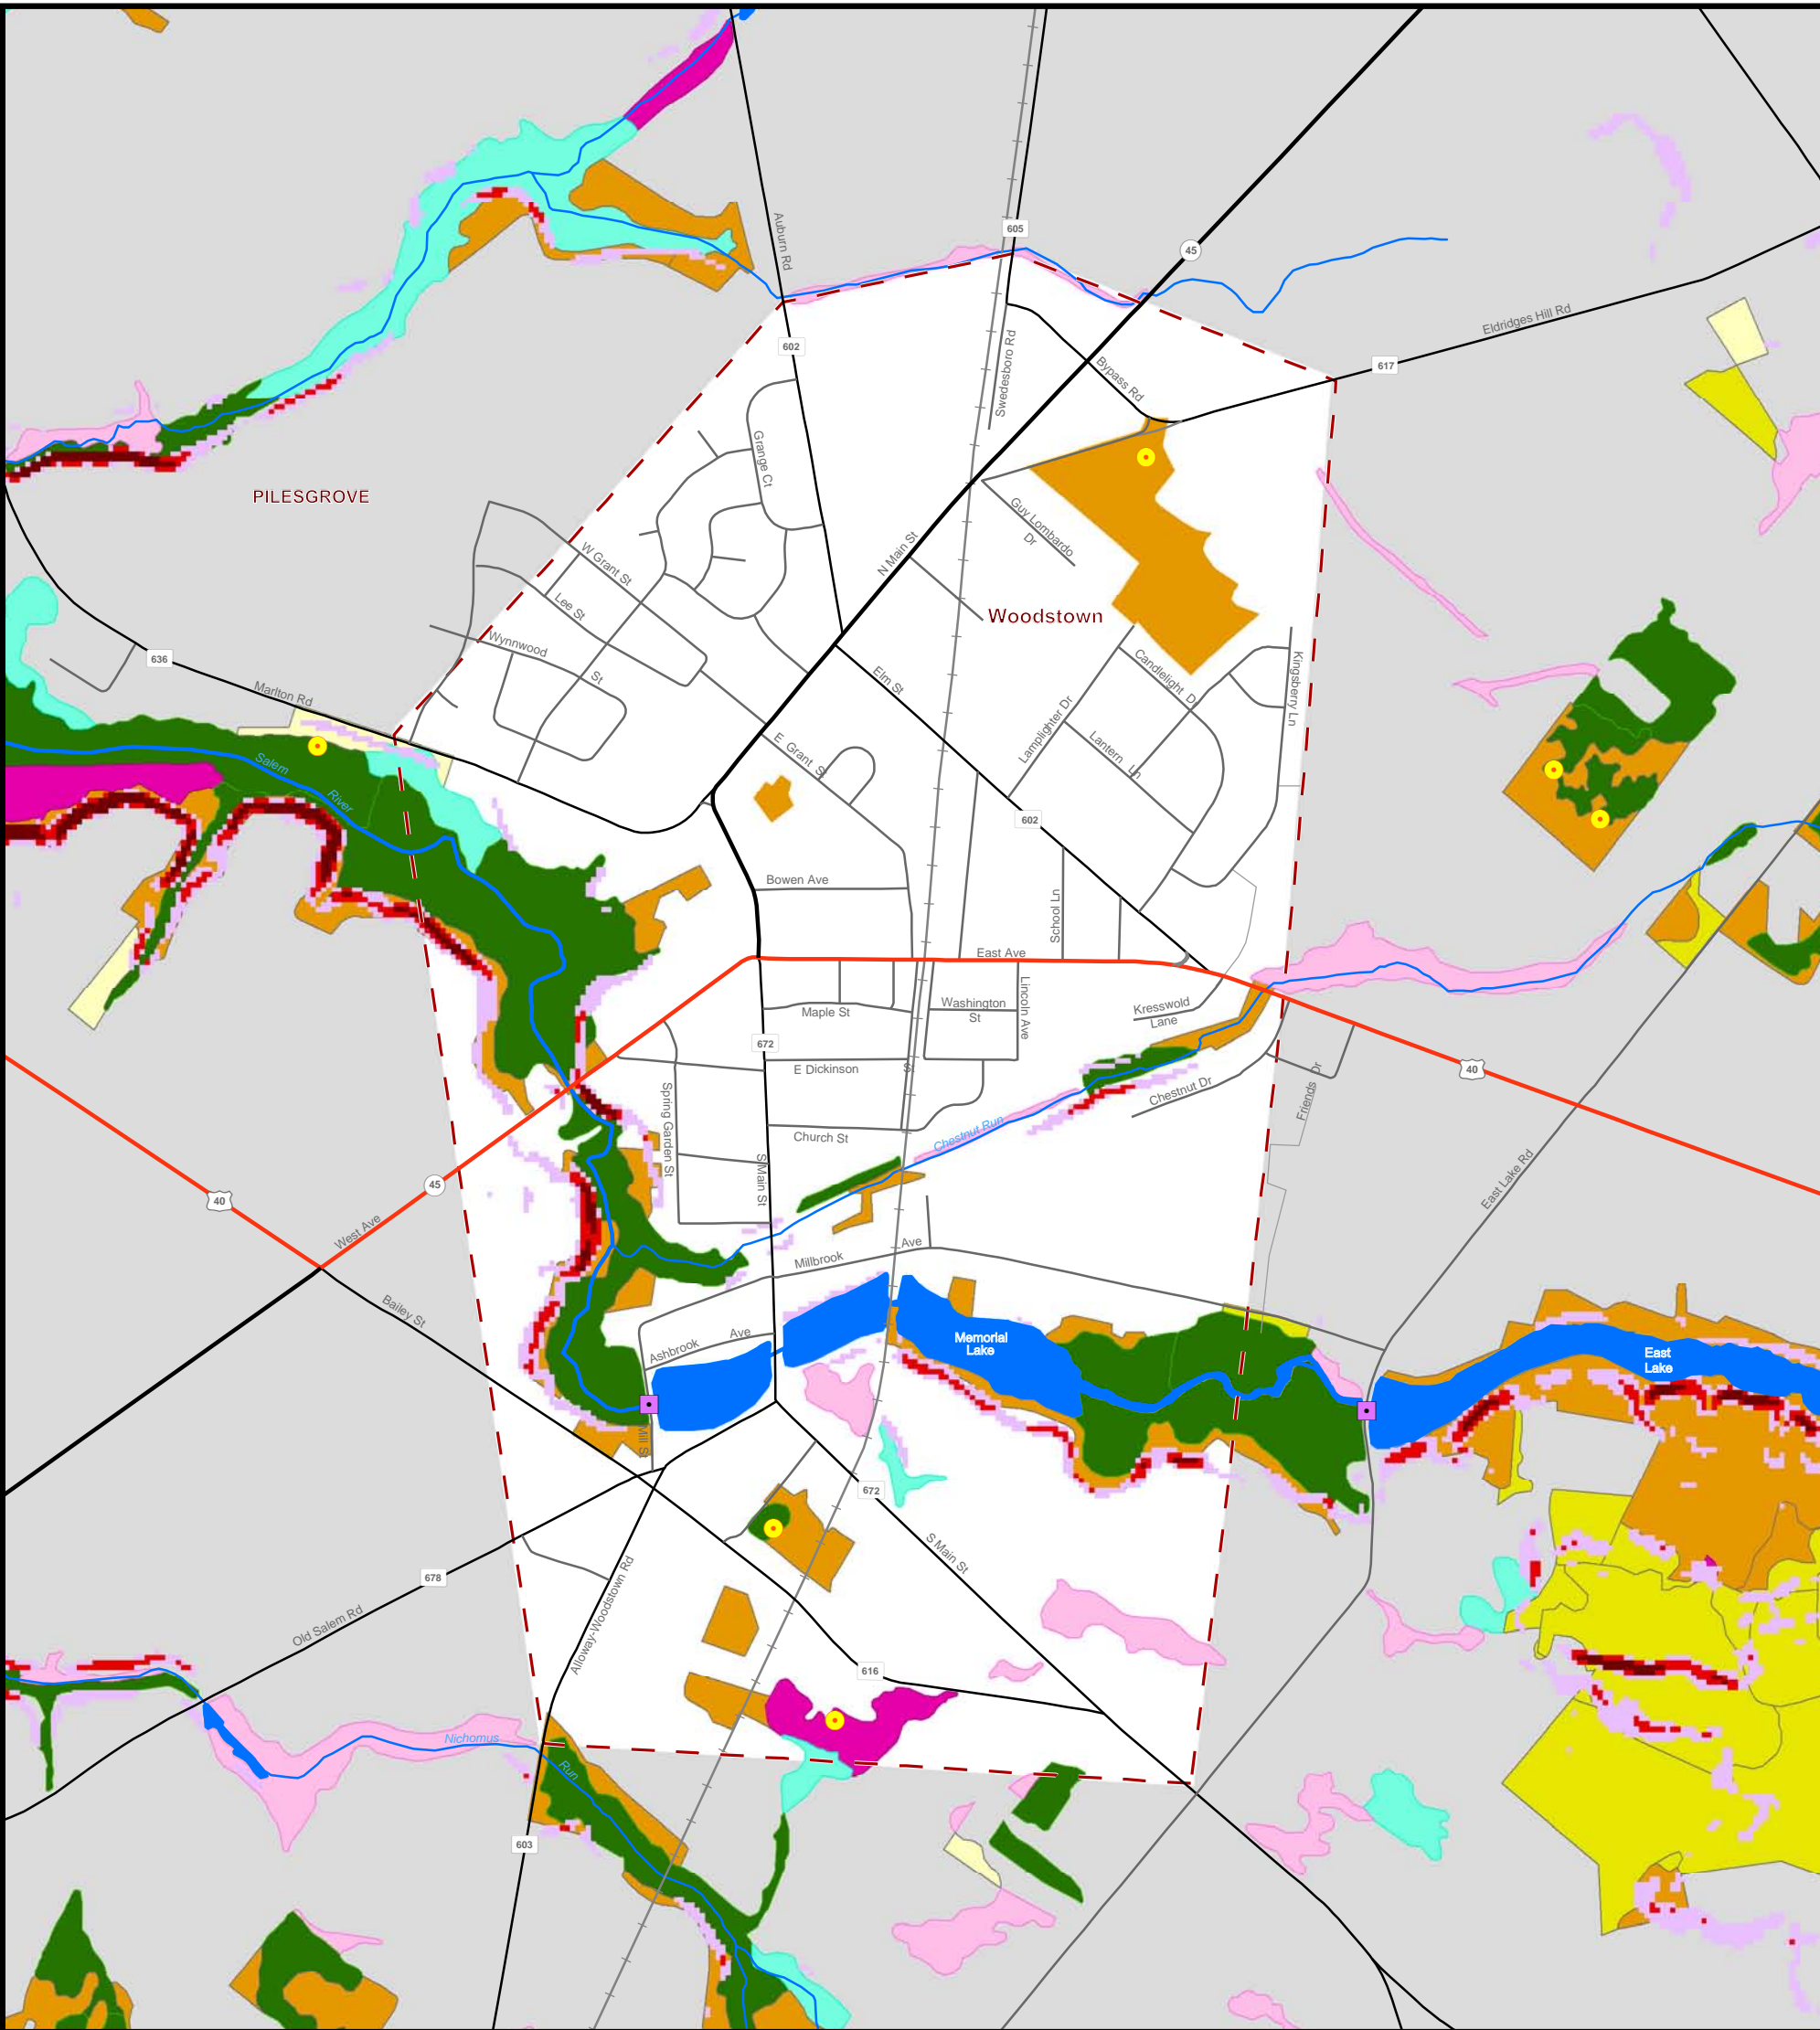 605
45
Auburn Rd
602
Eldridges Hill Rd
617
Swedesboro Rd
Bypass Rd
Grange Ct
PILESGROVE
Guy Lombardo
Dr
N Main St
W Grant St
Lee St
Woodstown
Wynnwood
St
636
Marlton Rd
Elm St
Candlelight D
Kingsberry Ln
Lamplighter Dr
Lantern Ln
E Grant St
Salem
River
602
Bowen Ave
School Ln
East Ave
Maple St
Washington
St
Lincoln Ave
Kresswold
Lane
672
E Dickinson
St
40
Chestnut Dr
Friends Dr
Spring Garden St
Church St
Chestnut Run
S Main St
45
40
West Ave
East Lake Rd
Millbrook
Ave
Bailey St
Ashbrook
Ave
Memorial
Lake
East
Lake
Mill St
672
S Main St
678
Old Salem Rd
Alloway-Woodstown Rd
616
Nichomus
Run
603